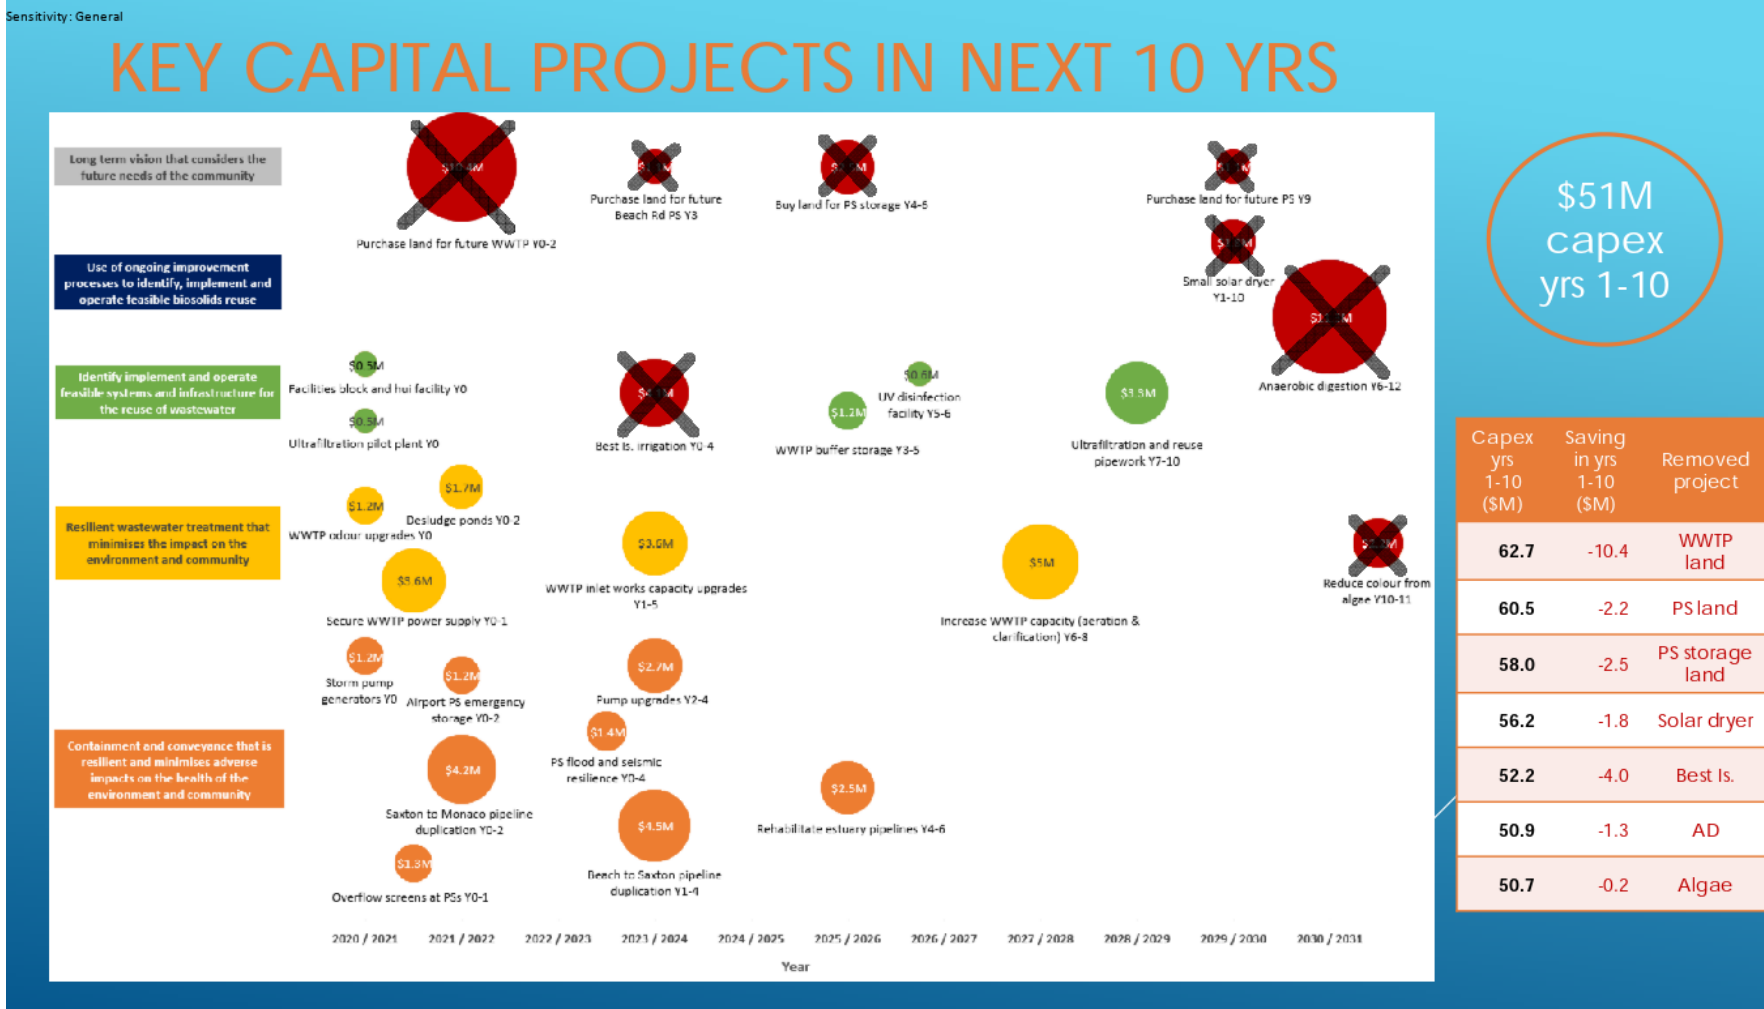 Sensitivity: General
KEY CAPITAL PROJECTS IN NEXT 10 YRS
Long term vision that considers the
future needs of the community
Purchase land for future WWTP Y0-2
Purchase land for future
Beach Rd PS Y3
Buy land for PS storage Y4-5
Purchase land for future PS Y9
Use of ongoing improvement
processes to identify, implement and
operate feasible biosolids reuse
Small solar dryer
Y1-10
Anaerobic digestion Y6-12
Identify implement and operate
feasible systems and infrastructure for
the reuse of wastewater
$0.5M
Facilities block and hui facility Y0
$0.5M
Ultrafiltration pilot plant Y0
Best Is. irrigation Y0-4
$1.2M
WWTP buffer storage Y3-5
$0.6M
UV disinfection
facility Y5-6
$3.5M
Ultrafiltration and reuse
pipework Y7-10
Resilient wastewater treatment that
minimises the impact on the
environment and community
$1.2M
WWTP odour upgrades Y0
$1.7M
Desludge ponds Y0-2
$3.6M
Secure WWTP power supply Y0-1
$3.6M
WWTP inlet works capacity upgrades
Y1-5
$5M
Increase WWTP capacity (aeration &
clarification) Y6-8
Reduce colour from
algae Y10-11
Containment and conveyance that is
resilient and minimises adverse
impacts on the health of the
environment and community
$1.2M
Storm pump
generators Y0
$1.2M
Airport PS emergency
storage Y0-2
$2.7M
Pump upgrades Y2-4
$1.4M
PS flood and seismic
resilience Y0-4
$4.2M
Saxton to Monaco pipeline
duplication Y0-2
$4.5M
Beach to Saxton pipeline
duplication Y1-4
$2.5M
Rehabilitate estuary pipelines Y4-6
$1.3M
Overflow screens at PSs Y0-1
2020 / 2021 2021 / 2022 2022 / 2023 2023 / 2024 2024 / 2025 2025 / 2026 2026 / 2027 2027 / 2028 2028 / 2029 2029 / 2030 2030 / 2031
Year
$51M
capex
yrs 1-10
Capex
yrs
1-10
($M)
Saving
in yrs
1-10
($M)
Removed
project
62.7 -10.4 WWTP
land
60.5 -2.2 PS land
58.0 -2.5 PS storage
land
56.2 -1.8 Solar dryer
52.2 -4.0 Best Is.
50.9 -1.3 AD
50.7 -0.2 Algae